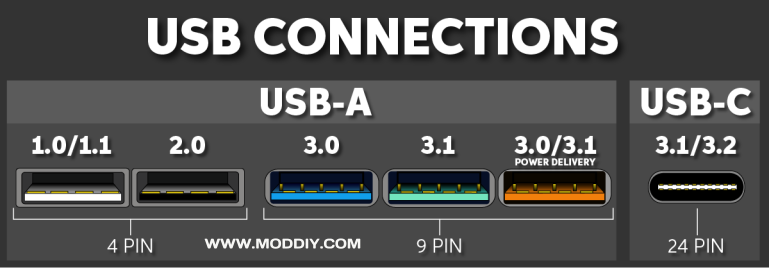 USB CONNECTIONS
USB-A
USB-C
1.0/1.1
2.0
3.0
3.1
3.0/3.1
POWER DELIVERY
3.1/3.2
4 PIN
WWW.MODDIY.COM
9 PIN
24 PIN